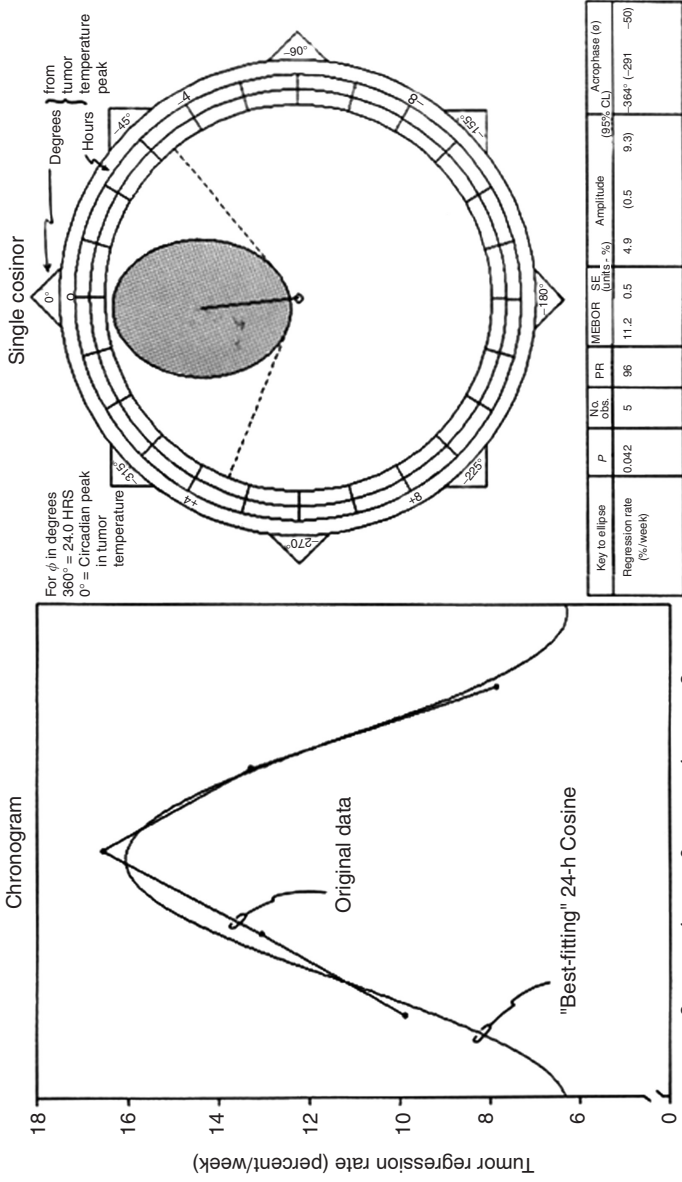 Chronogram
18
16
14
12
10
8
6
0
Tumor regression rate (percent/week)
Original data
"Best-fitting" 24-h Cosine
Single cosinor
For ϕ in degrees
360° = 24.0 HRS
0° = Circadian peak
in tumor
temperature
Degrees
Hours
from
tumor
temperature
peak
0°
-45°
-90°
-155°
-180°
-225°
-270°
-315°
0
-4
-8
+8
+4
Key to ellipse P No. obs. PR MEBOR SE Amplitude Acrophase (ø)
(units - %) (95% CL)
Regression rate 0.042 5 96 11.2 0.5 4.9 (0.5 9.3) -364° (-291 -50)
(%/week)